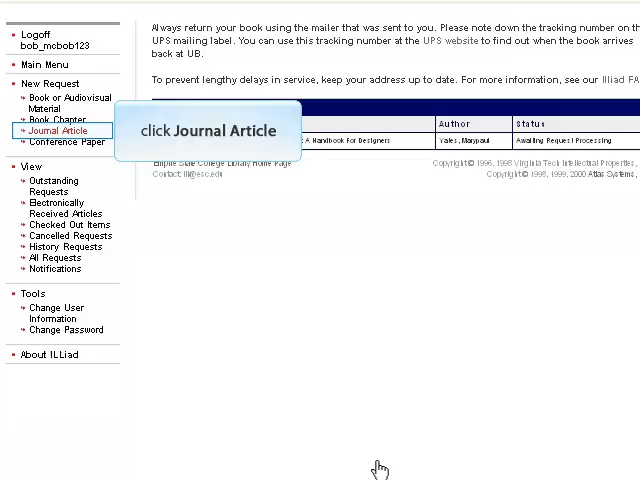 Logoff
bob_mcbob123
Main Menu
New Request
Book or Audiovisual
Material
Book Chapter
Journal Article
Conference Paper
View
Outstanding
Requests
Electronically
Received Articles
Checked Out Items
Cancelled Requests
History Requests
All Requests
Notifications
Tools
Change User
Information
Change Password
About ILLiad
Always return your book using the mailer that was sent to you. Please note down the tracking number on th
UPS mailing label. You can use this tracking number at the UPS website to find out when the book arrives
back at UB.
To prevent lengthy delays in service, keep your address up to date. For more information, see our Illiad FA
click Journal Article
Author Status
: A Handbook For Designers Yales, Marypaul Awaiting Request Processing
Empire State College Library Home Page
Contact: ill@esc.edu
Copyright © 1996, 1998 Virginia Tech Intellectual Properties,
Copyright © 1998, 1999, 2000 Atlas Systems,